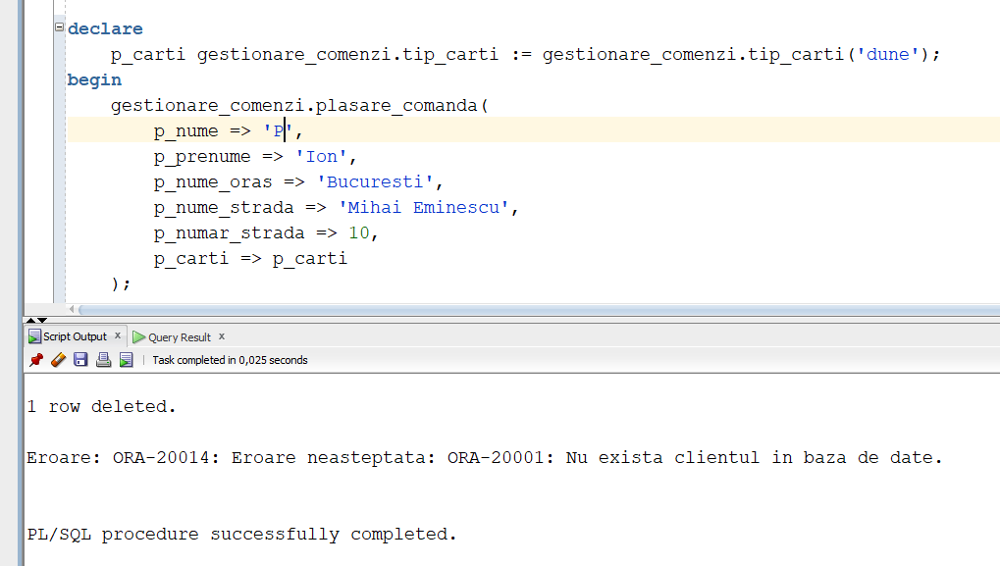 declare
p_carti gestionare_comenzi.tip_carti := gestionare_comenzi.tip_carti('dune');
begin
gestionare_comenzi.plasare_comanda(
p_nume => 'P',
p_prenume => 'Ion',
p_nume_oras => 'Bucuresti',
p_nume_strada => 'Mihai Eminescu',
p_numar_strada => 10,
p_carti => p_carti
);
Script Output x Query Result x
Task completed in 0,025 seconds
1 row deleted.
Eroare: ORA-20014: Eroare neasteptata: ORA-20001: Nu exista clientul in baza de date.
PL/SQL procedure successfully completed.